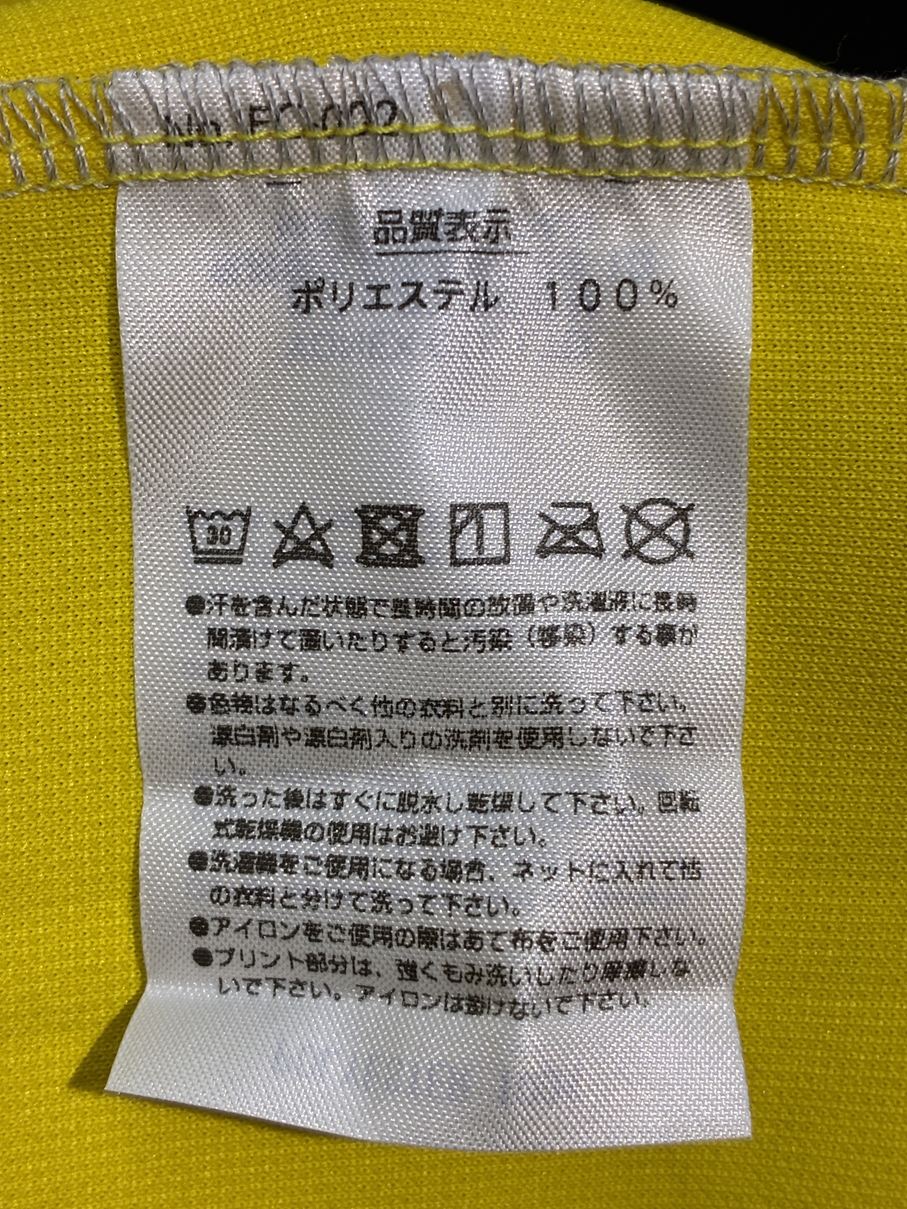 品質表示
ポリエステル 100%
30
●汗を含んだ状態で長時間の放置や洗濯液に長時
間漬けて置いたりすると汚染(移染)する事が
あります。
●色物はなるべく他の衣料と別に洗って下さい。
漂白剤や漂白剤入りの洗剤を使用しないで下さ
い。
●洗った後はすぐに脱水し乾燥して下さい。回転
式乾燥機の使用はお避け下さい。
●洗濯機をご使用になる場合、ネットに入れて他
の衣料と分けて洗って下さい。
●アイロンをご使用の際はあて布をご使用下さい。
●プリント部分は、強くもみ洗いしたり摩擦しな
いで下さい。アイロンは掛けないで下さい。